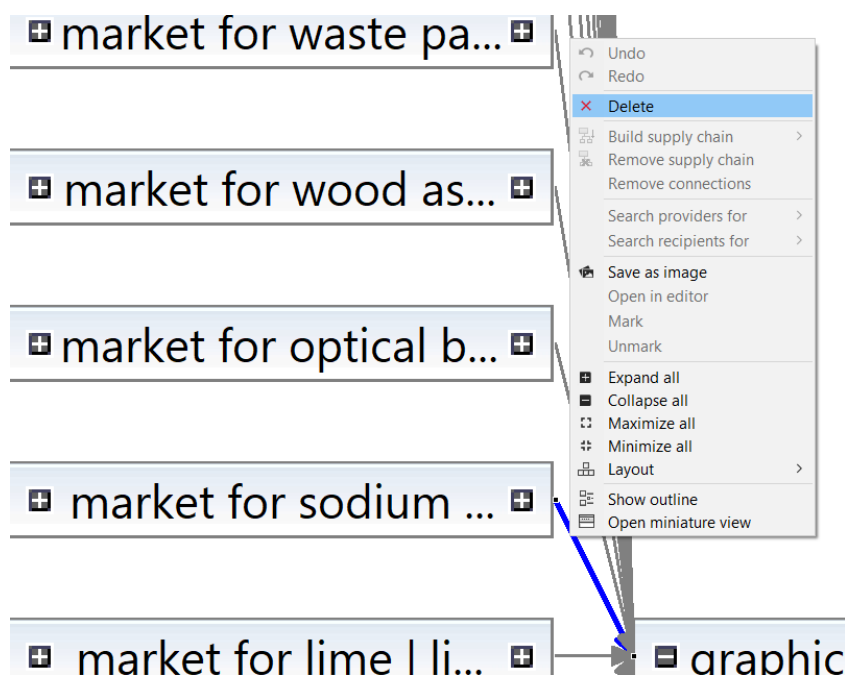 market for waste pa...
market for wood as...
market for optical b...
market for sodium ...
market for lime | li...
graphic
Undo
Redo
Delete
Build supply chain
Remove supply chain
Remove connections
Search providers for
Search recipients for
Save as image
Open in editor
Mark
Unmark
Expand all
Collapse all
Maximize all
Minimize all
Layout
Show outline
Open miniature view